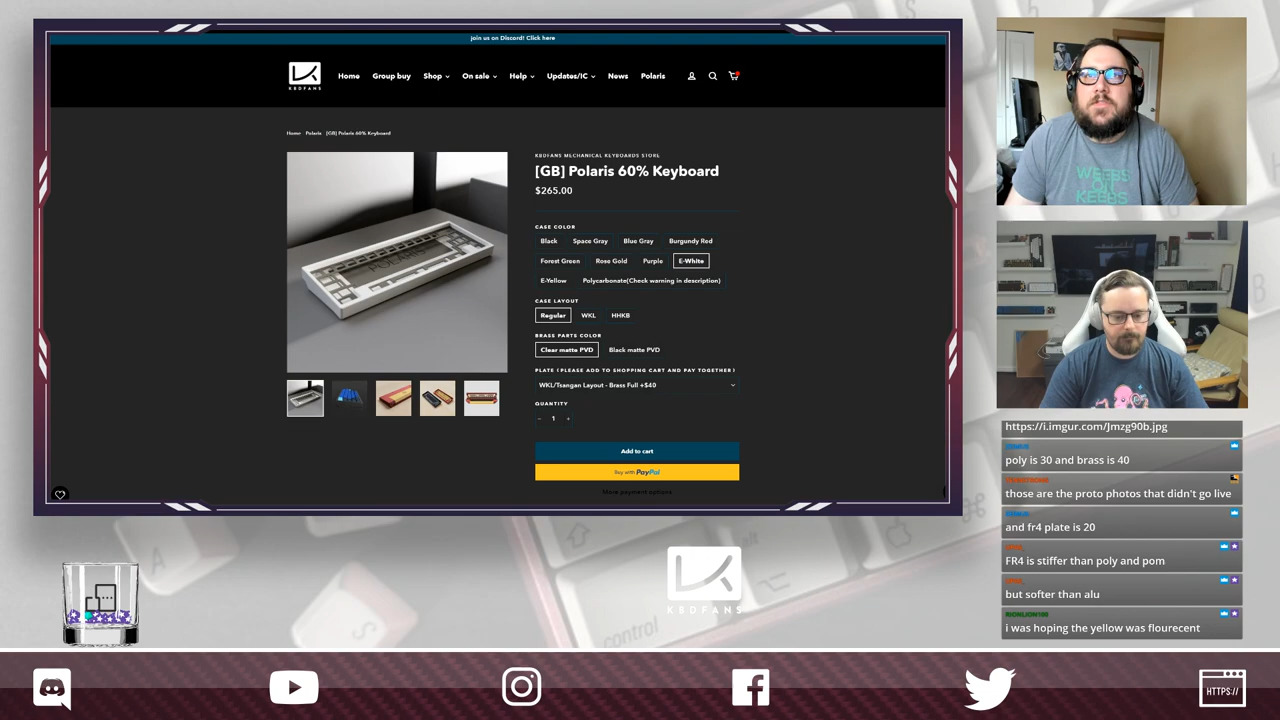 Join us on Discord! Click here
KBDFANS
Home
Group buy
Shop
On sale
Help
Updates/IC
News
Polaris
Home Polaris [GB] Polaris 60% Keyboard
KBDFANS MECHANICAL KEYBOARDS STORE
[GB] Polaris 60% Keyboard
$265.00
CASE COLOR
Black Space Gray Blue Gray Burgundy Red
Forest Green Rose Gold Purple E-White
E-Yellow Polycarbonate(Check warning in description)
CASE LAYOUT
Regular WKL HHKB
BRASS PARTS COLOR
Clear matte PVD Black matte PVD
PLATE (PLEASE ADD TO SHOPPING CART AND PAY TOGETHER)
WKL/Tsangan Layout - Brass Full +$40
QUANTITY
− 1 +
Add to cart
Pay with PayPal
More payment options
WEEBS
ON
KEEBS
https://i.imgur.com/Jmzg90b.jpg
poly is 30 and brass is 40
those are the proto photos that didn't go live
and fr4 plate is 20
FR4 is stiffer than poly and pom
but softer than alu
i was hoping the yellow was flourecent
KBDFANS
control
HTTPS://